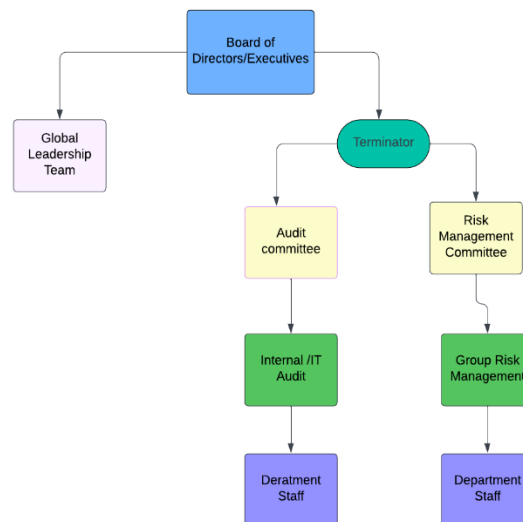 Board of
Directors/Executives
Global
Leadership
Team
Terminator
Audit
committee
Risk
Management
Committee
Internal /IT
Audit
Group Risk
Management
Deratment
Staff
Department
Staff